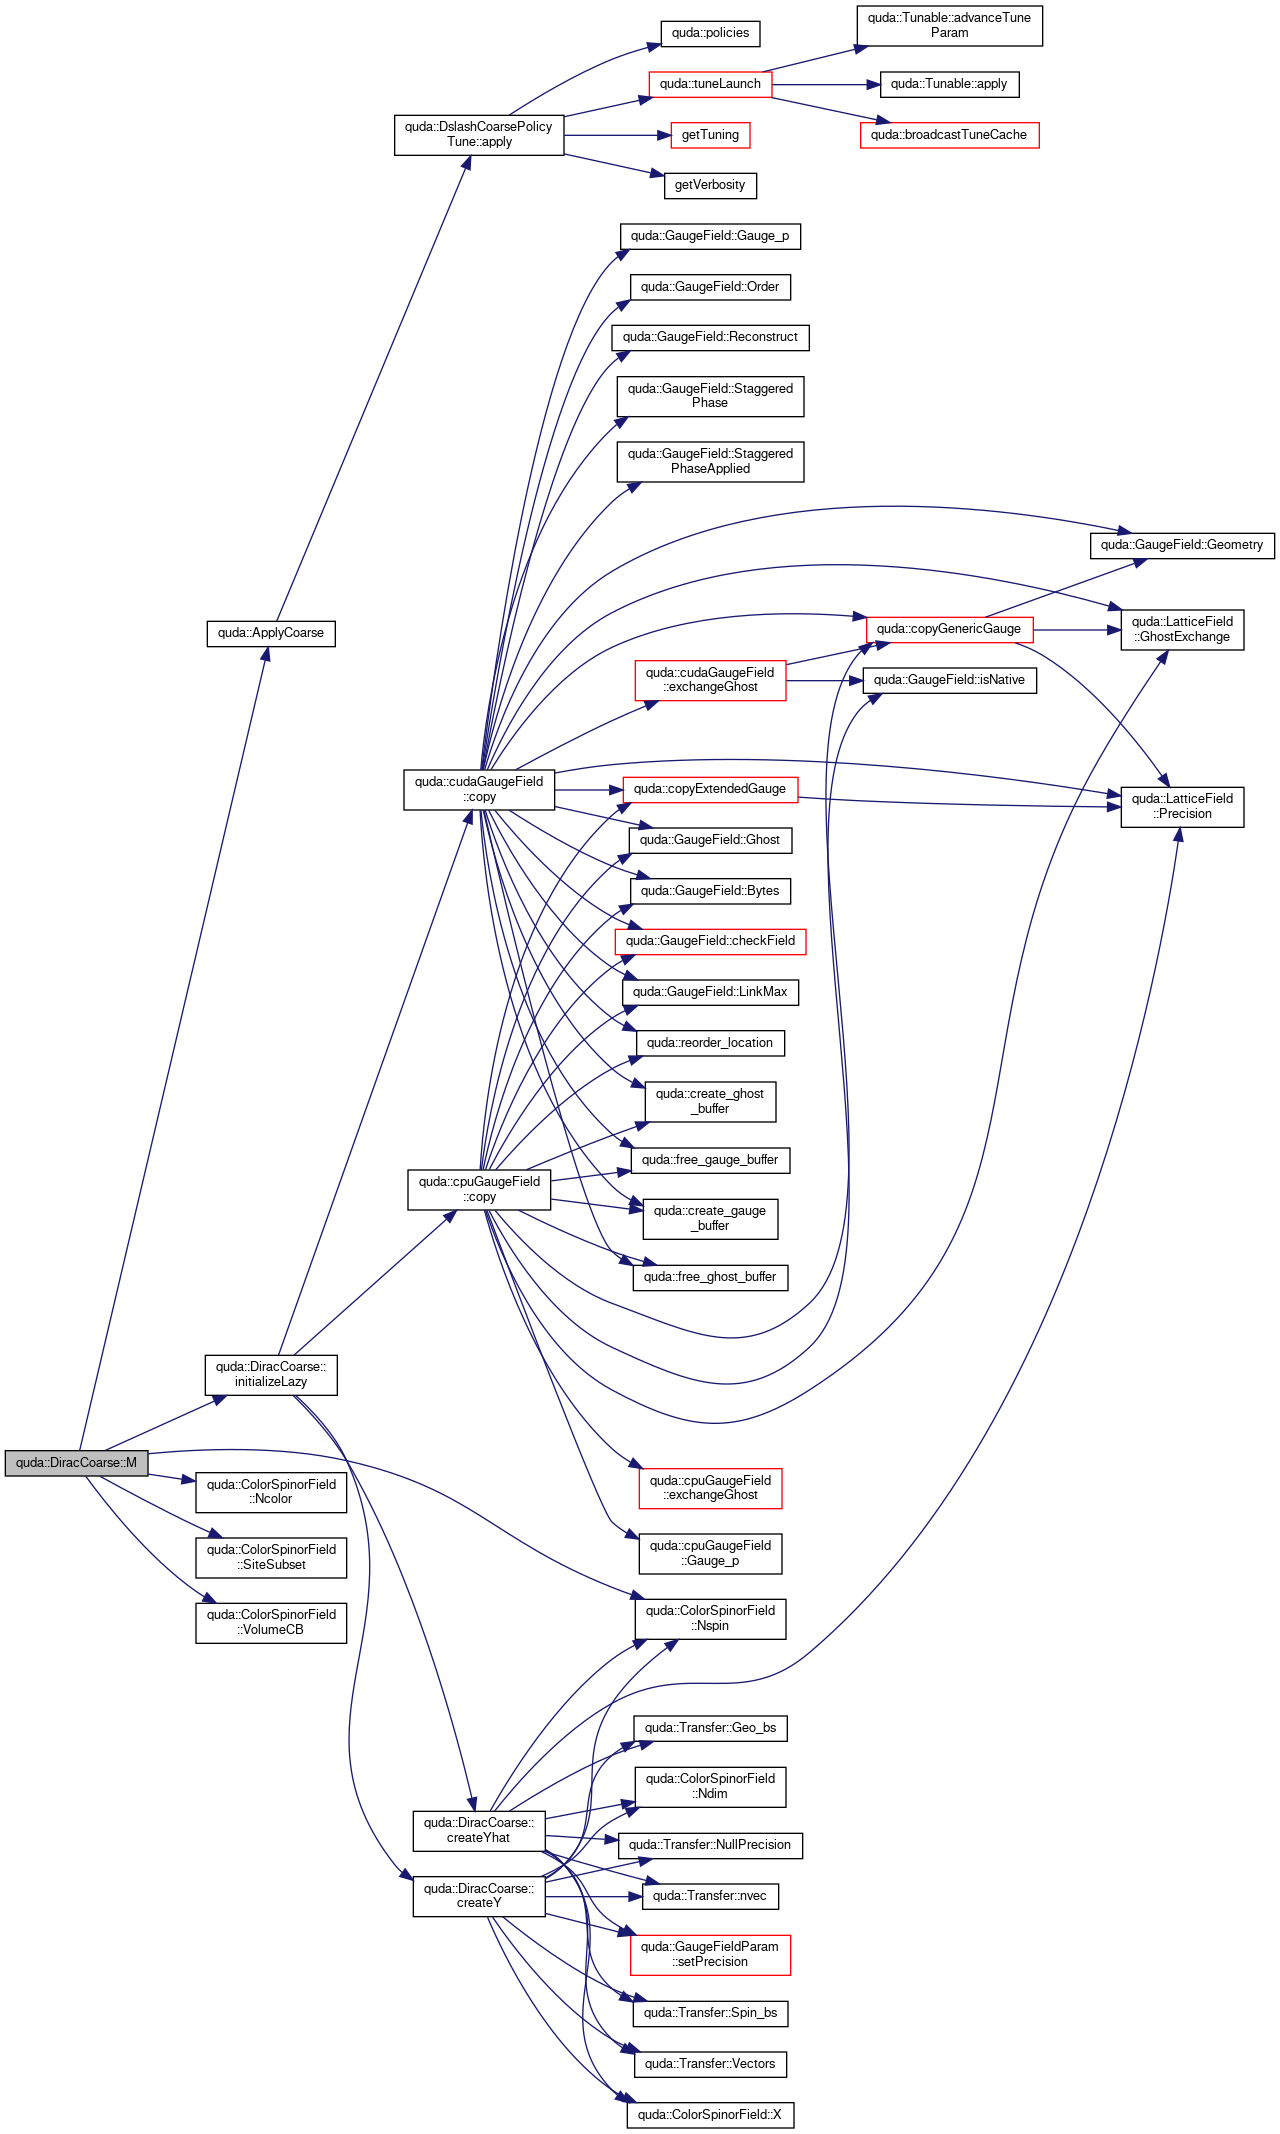 quda::policies
quda::Tunable::advanceTune
Param
quda::tuneLaunch
quda::Tunable::apply
quda::DslashCoarsePolicy
Tune::apply
getTuning
quda::broadcastTuneCache
getVerbosity
quda::GaugeField::Gauge_p
quda::GaugeField::Order
quda::GaugeField::Reconstruct
quda::GaugeField::Staggered
Phase
quda::GaugeField::Staggered
PhaseApplied
quda::GaugeField::Geometry
quda::ApplyCoarse
quda::copyGenericGauge
quda::LatticeField
::GhostExchange
quda::cudaGaugeField
::exchangeGhost
quda::GaugeField::isNative
quda::cudaGaugeField
::copy
quda::copyExtendedGauge
quda::LatticeField
::Precision
quda::GaugeField::Ghost
quda::GaugeField::Bytes
quda::GaugeField::checkField
quda::GaugeField::LinkMax
quda::reorder_location
quda::create_ghost
_buffer
quda::free_gauge_buffer
quda::cpuGaugeField
::copy
quda::create_gauge
_buffer
quda::free_ghost_buffer
quda::DiracCoarse::
initializeLazy
quda::DiracCoarse::M
quda::ColorSpinorField
::Ncolor
quda::cpuGaugeField
::exchangeGhost
quda::ColorSpinorField
::SiteSubset
quda::cpuGaugeField
::Gauge_p
quda::ColorSpinorField
::VolumeCB
quda::ColorSpinorField
::Nspin
quda::Transfer::Geo_bs
quda::ColorSpinorField
::Ndim
quda::DiracCoarse::
createYhat
quda::Transfer::NullPrecision
quda::DiracCoarse::
createY
quda::Transfer::nvec
quda::GaugeFieldParam
::setPrecision
quda::Transfer::Spin_bs
quda::Transfer::Vectors
quda::ColorSpinorField::X